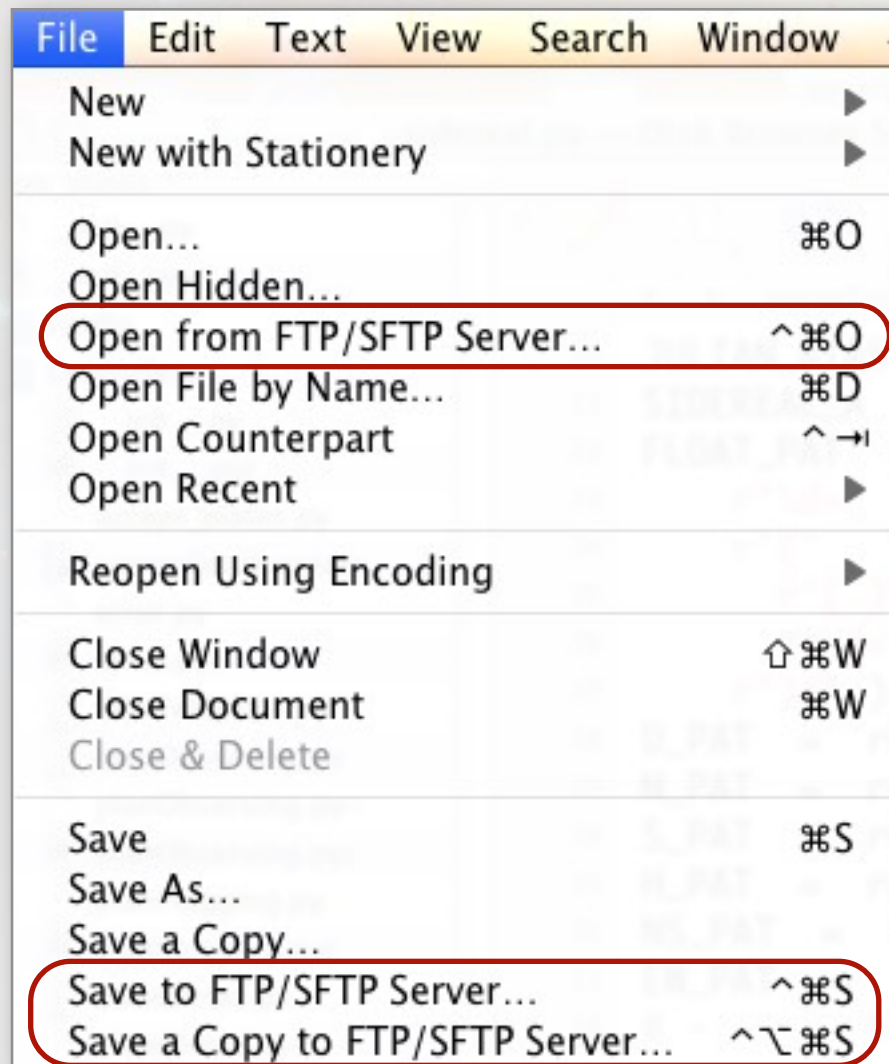 File Edit Text View Search Window
New ▶
New with Stationery ▶
Open... ⌘O
Open Hidden...
Open from FTP/SFTP Server... ^⌘O
Open File by Name... ⌘D
Open Counterpart ^⇥
Open Recent ▶
Reopen Using Encoding ▶
Close Window ⇧⌘W
Close Document ⌘W
Close & Delete
Save ⌘S
Save As...
Save a Copy...
Save to FTP/SFTP Server... ^⌘S
Save a Copy to FTP/SFTP Server... ^⌥⌘S